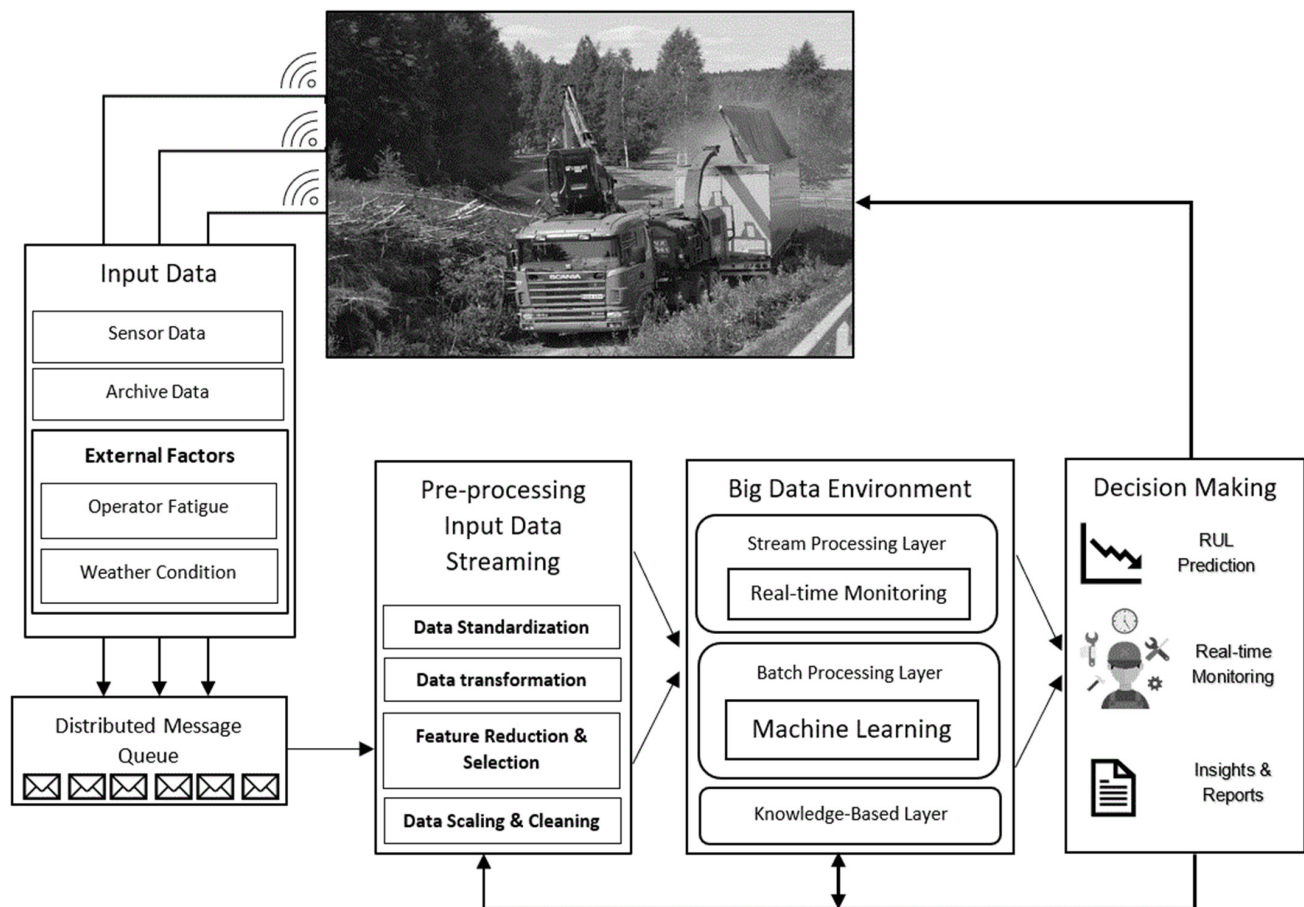 SCANIA
Input Data
Sensor Data
Archive Data
External Factors
Operator Fatigue
Weather Condition
Distributed Message
Queue
Pre-processing
Input Data
Streaming
Data Standardization
Data transformation
Feature Reduction &
Selection
Data Scaling & Cleaning
Big Data Environment
Stream Processing Layer
Real-time Monitoring
Batch Processing Layer
Machine Learning
Knowledge-Based Layer
Decision Making
RUL
Prediction
Real-time
Monitoring
Insights &
Reports